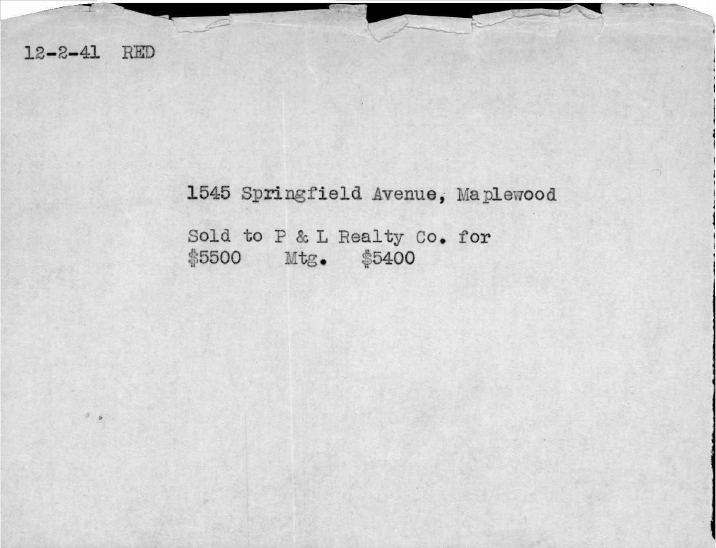 12-2-41 RED
1545 Springfield Avenue, Maplewood
Sold to P & L Realty Co. for
$5500 Mtg. $5400